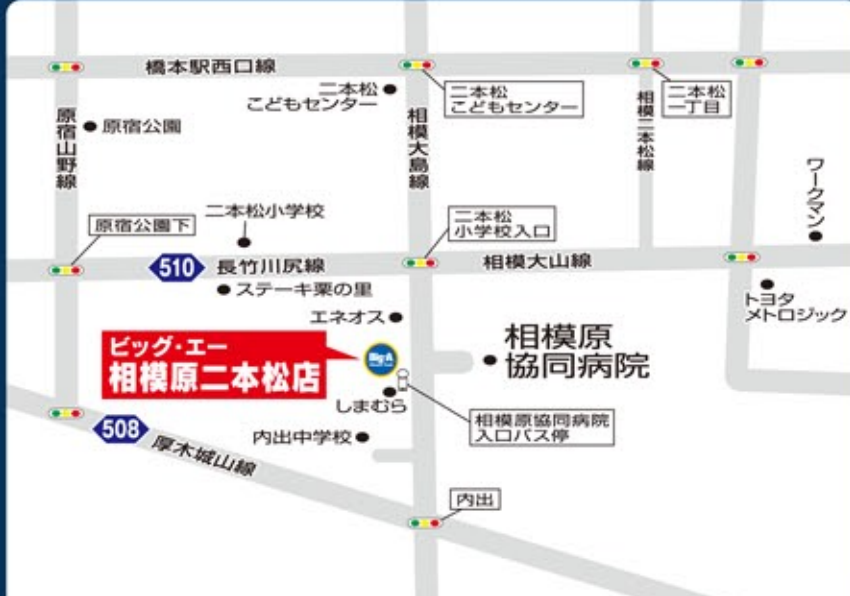 橋本駅西口線
二本松
こどもセンター
二本松
こどもセンター
二本松
一丁目
原宿山野線
原宿公園
相模大島線
相模二本松線
ワークマン
二本松小学校
原宿公園下
二本松
小学校入口
510
長竹川尻線
相模大山線
ステーキ栗の里
トヨタ
メトロジック
エネオス
ビッグ・エー
相模原二本松店
Big-A
相模原
協同病院
しまむら
相模原協同病院
入口バス停
508
厚木城山線
内出中学校
内出